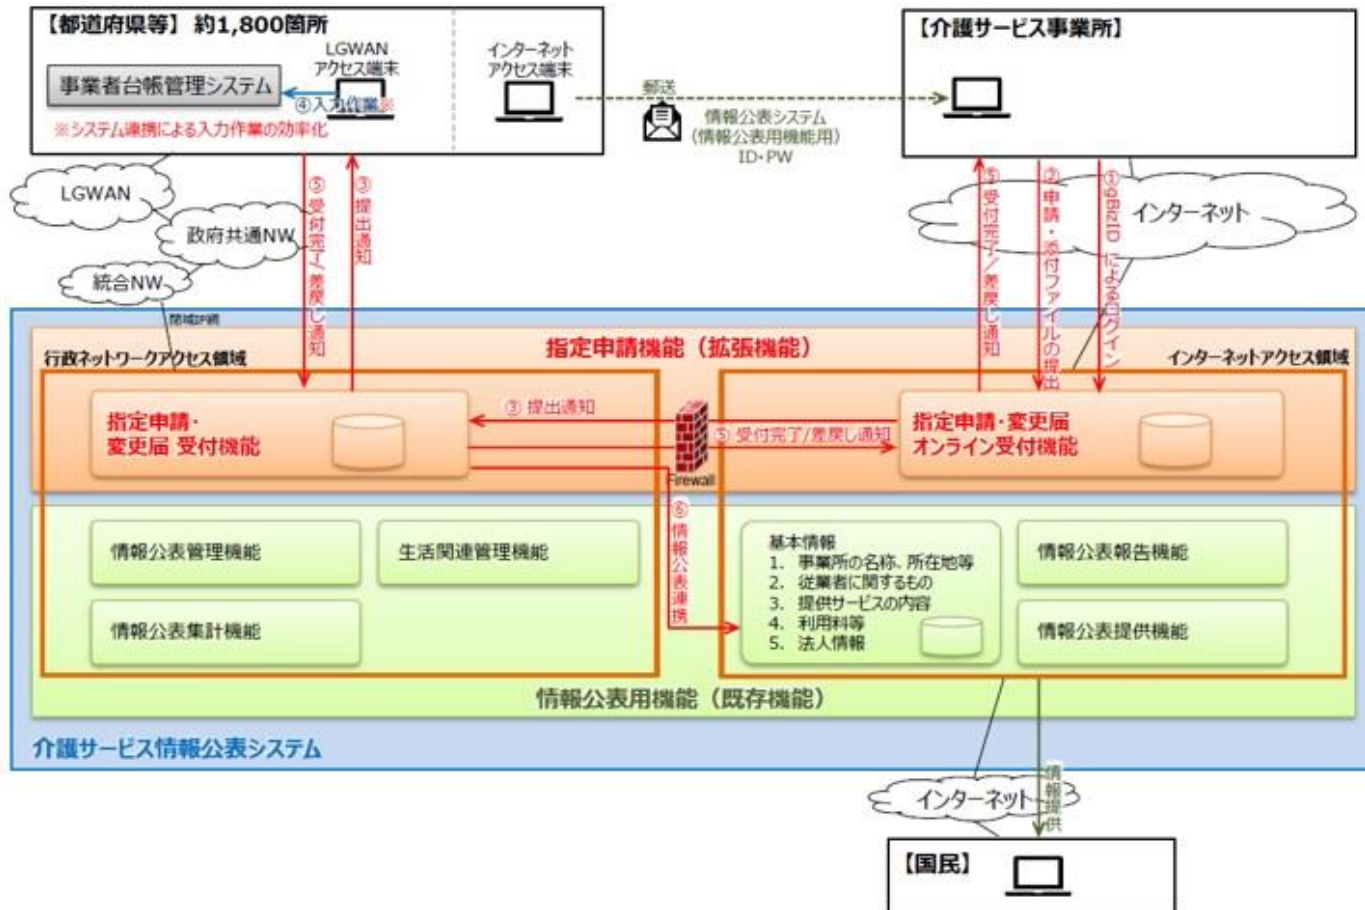 【都道府県等】約1,800箇所
LGWAN
アクセス端末
インターネット
アクセス端末
事業者台帳管理システム
④入力作業※
※システム連携による入力作業の効率化
郵送
情報公表システム
(情報公表用機能用)
ID・PW
【介護サービス事業所】
LGWAN
政府共通NW
統合NW
⑤受付完了/差戻し通知
③提出通知
⑤受付完了/差戻し通知
②申請・添付ファイルの提出
①gBizIDによるログイン
インターネット
閉域IP網
行政ネットワークアクセス領域
指定申請機能(拡張機能)
インターネットアクセス領域
指定申請・
変更届 受付機能
③ 提出通知
⑤ 受付完了/差戻し通知
Firewall
指定申請・変更届
オンライン受付機能
⑥情報公表連携
情報公表管理機能
生活関連管理機能
情報公表集計機能
基本情報
1. 事業所の名称、所在地等
2. 従業者に関するもの
3. 提供サービスの内容
4. 利用料等
5. 法人情報
情報公表報告機能
情報公表提供機能
情報公表用機能(既存機能)
介護サービス情報公表システム
インターネット
情報提供
【国民】